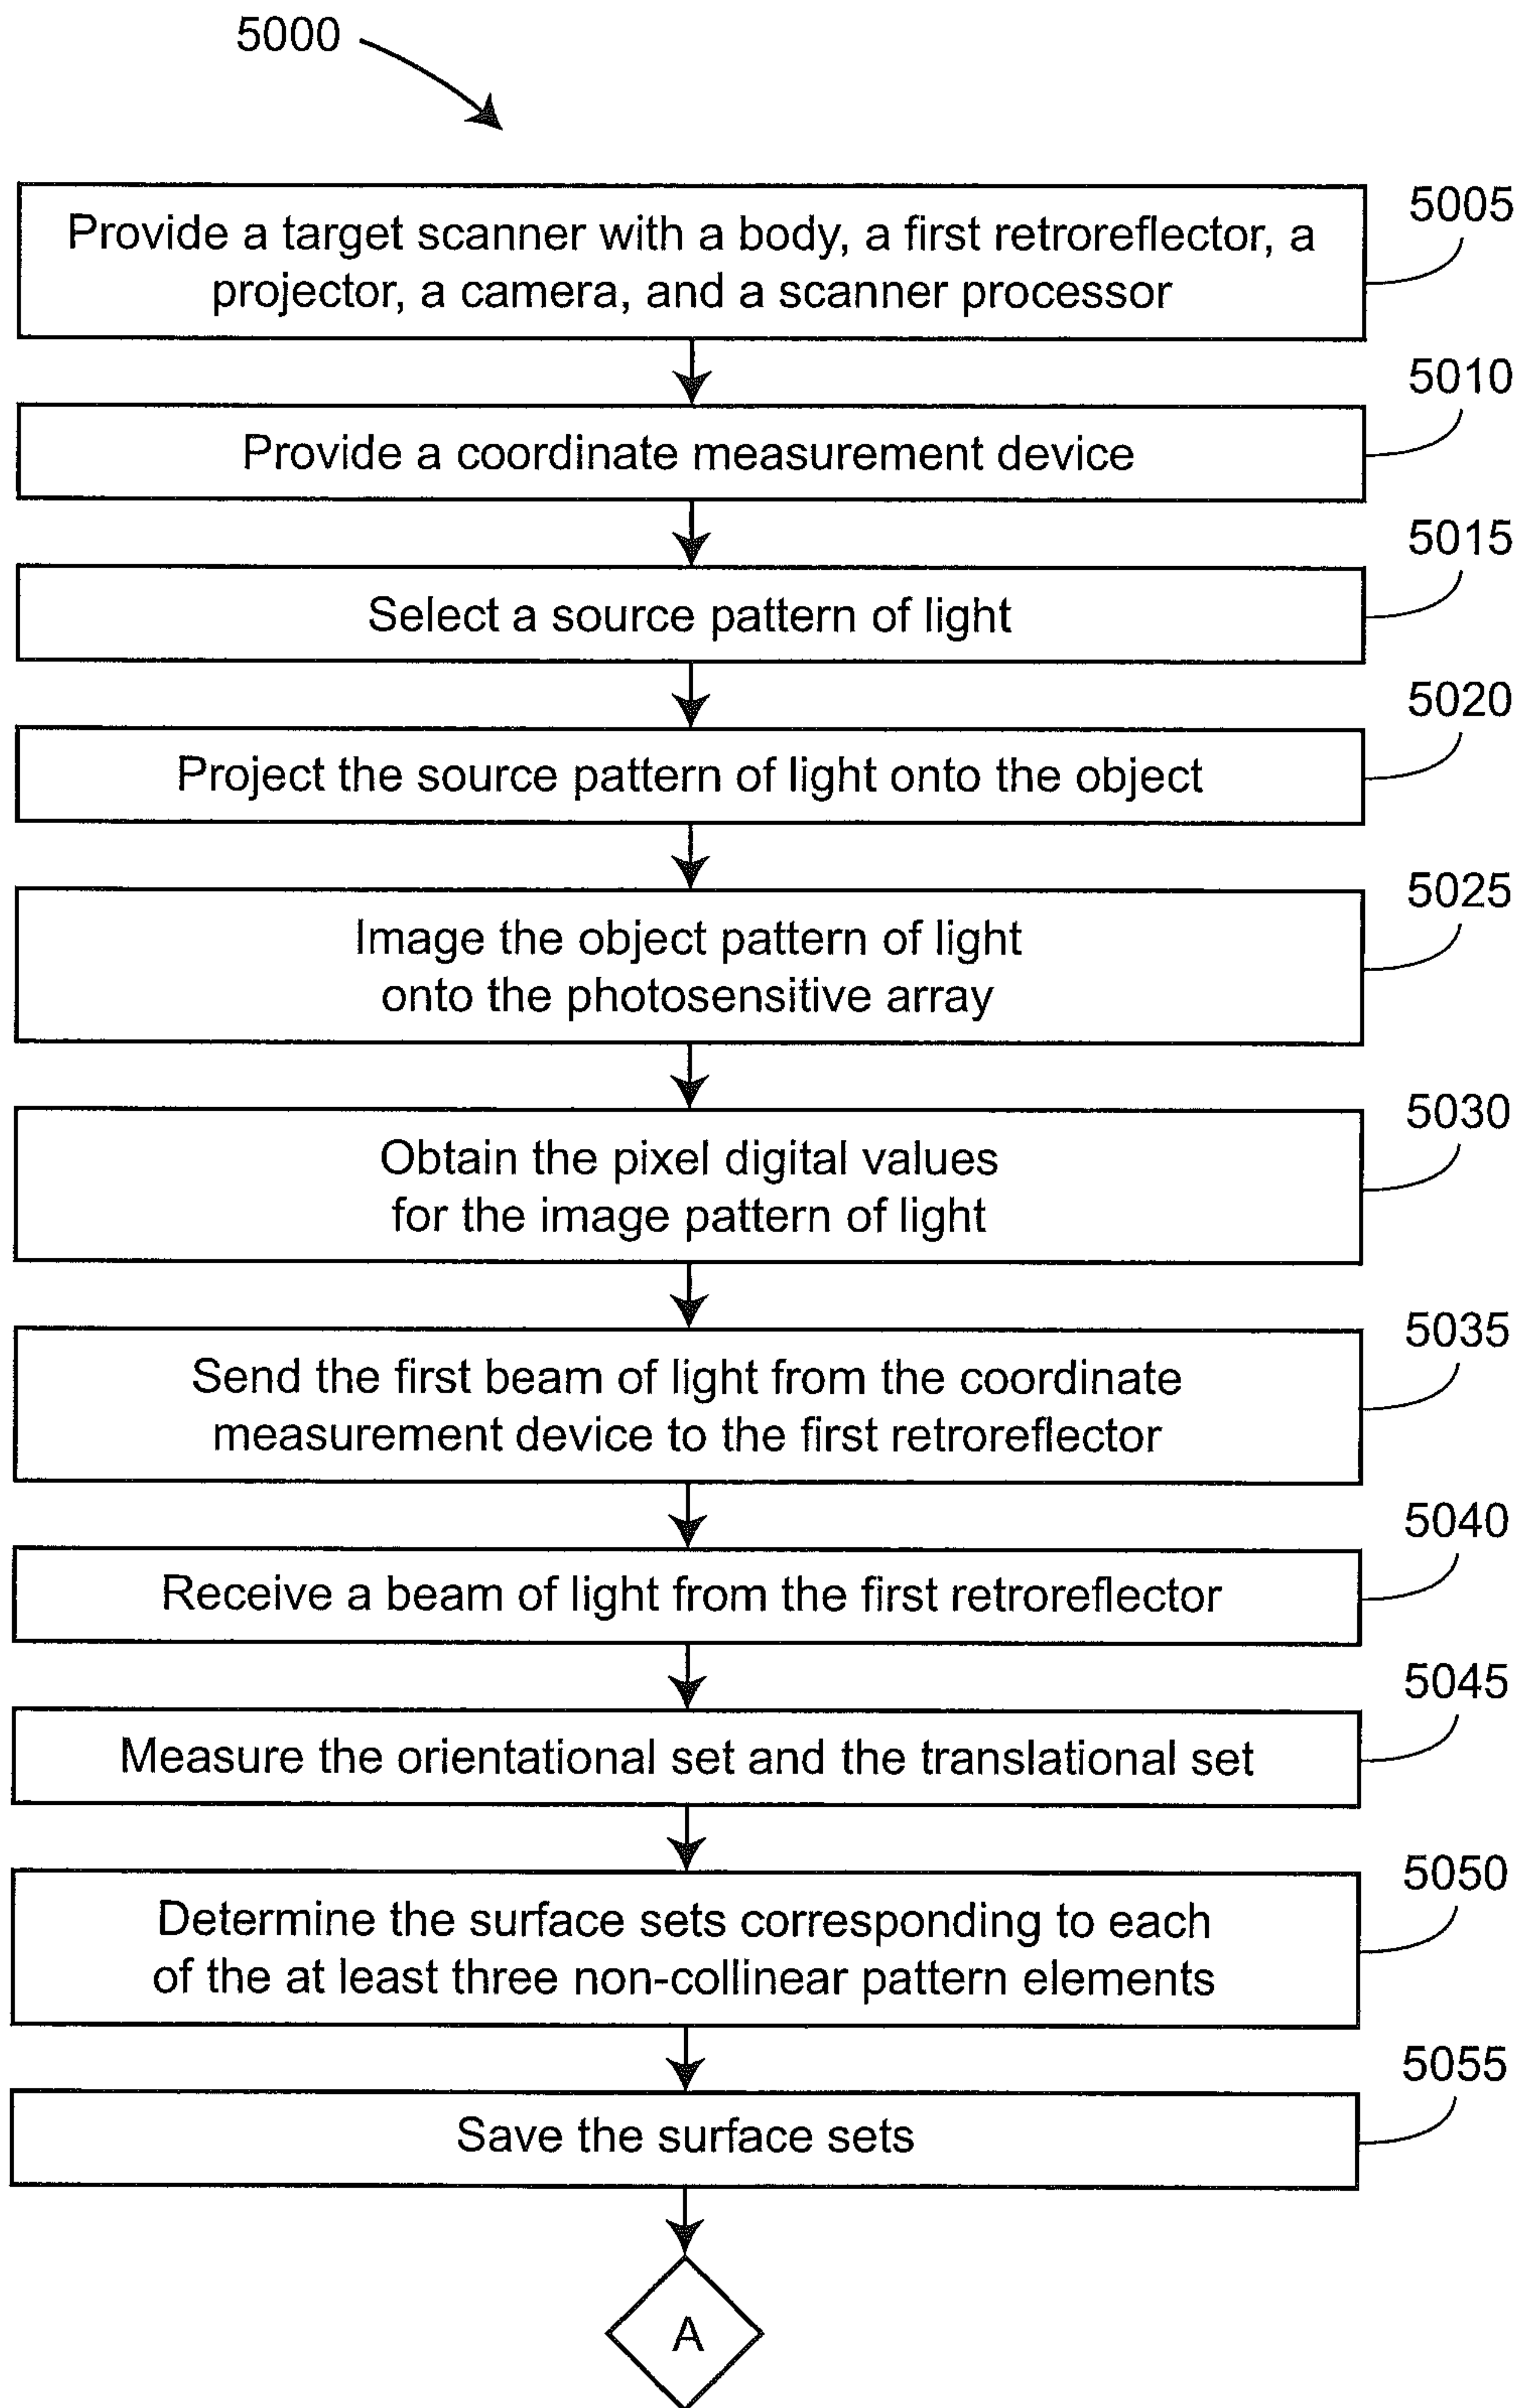 5000
5005
Provide a target scanner with a body, a first retroreflector, a
projector, a camera, and a scanner processor
5010
Provide a coordinate measurement device
5015
Select a source pattern of light
5020
Project the source pattern of light onto the object
5025
Image the object pattern of light
onto the photosensitive array
5030
Obtain the pixel digital values
for the image pattern of light
5035
Send the first beam of light from the coordinate
measurement device to the first retroreflector
5040
Receive a beam of light from the first retroreflector
5045
Measure the orientational set and the translational set
5050
Determine the surface sets corresponding to each
of the at least three non-collinear pattern elements
5055
Save the surface sets
A